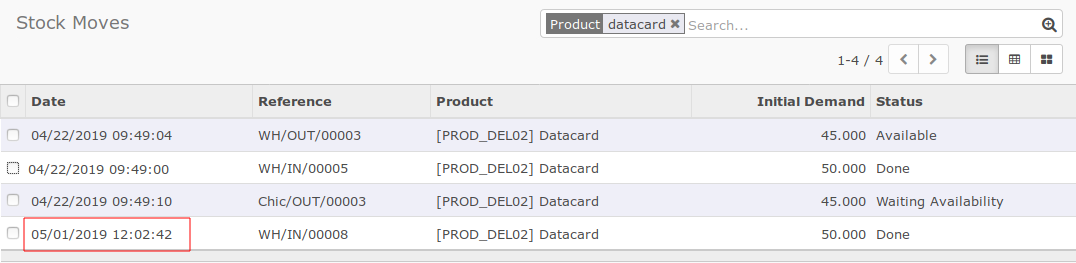 Stock Moves
Product datacard ✖ Search...
1-4 / 4
Date Reference Product Initial Demand Status
04/22/2019 09:49:04 WH/OUT/00003 [PROD_DEL02] Datacard 45.000 Available
04/22/2019 09:49:00 WH/IN/00005 [PROD_DEL02] Datacard 50.000 Done
04/22/2019 09:49:10 Chic/OUT/00003 [PROD_DEL02] Datacard 45.000 Waiting Availability
05/01/2019 12:02:42 WH/IN/00008 [PROD_DEL02] Datacard 50.000 Done